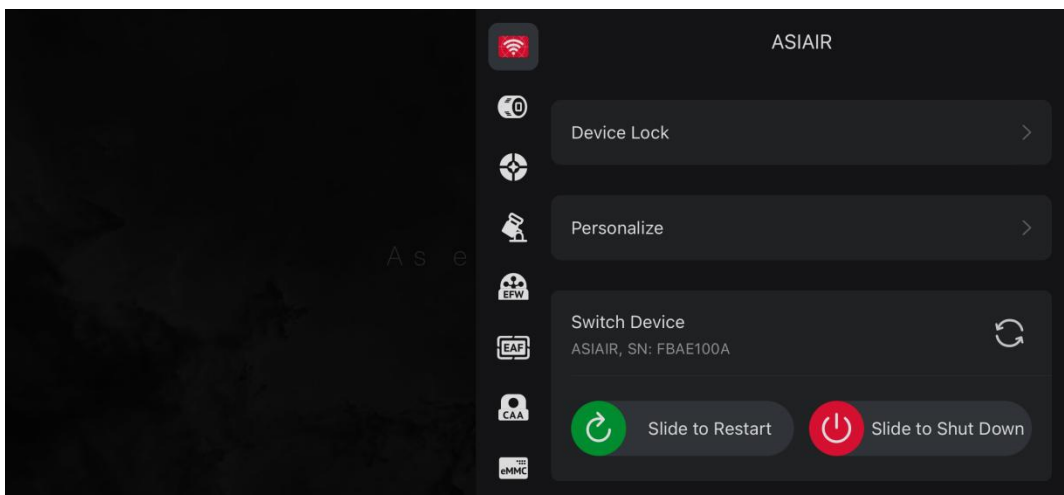 ASIAIR
Device Lock
Personalize
As e
EFW
Switch Device
ASIAIR, SN: FBAE100A
EAF
CAA
Slide to Restart
Slide to Shut Down
eMMC